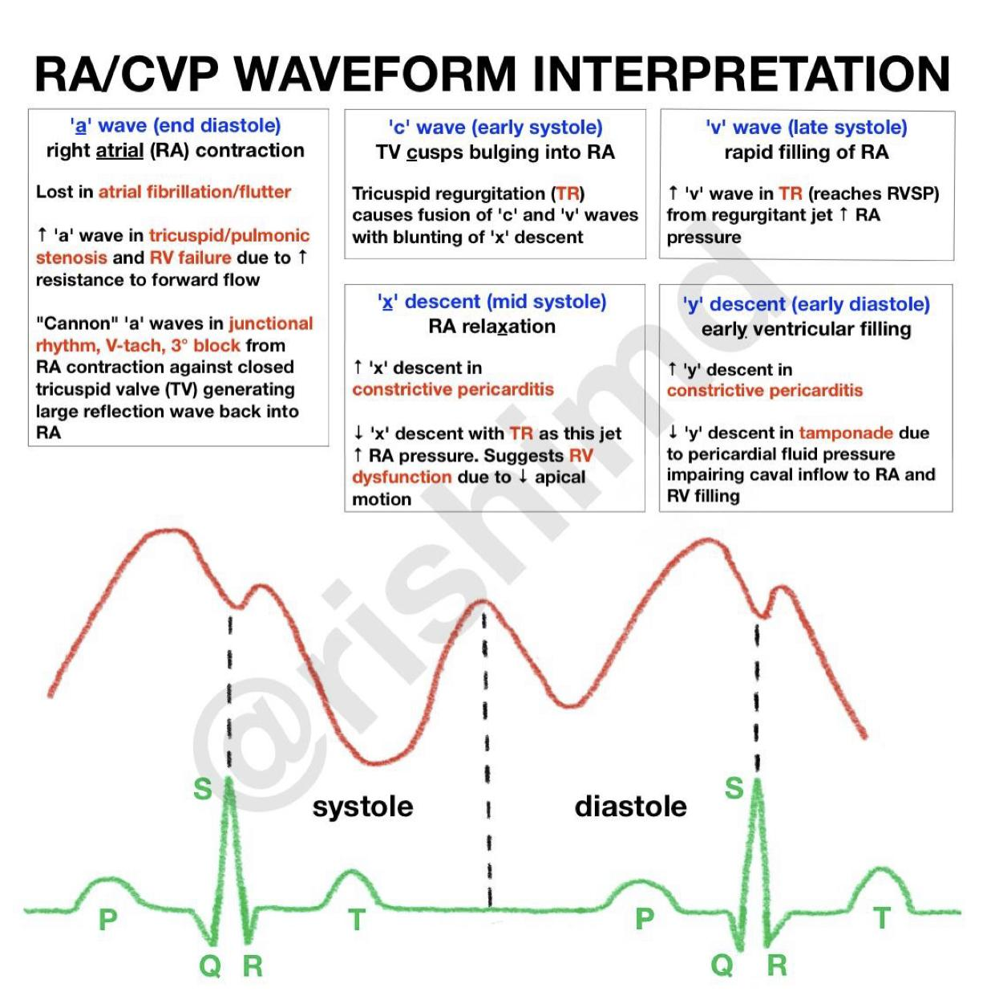 RA/CVP WAVEFORM INTERPRETATION
'a' wave (end diastole)
right atrial (RA) contraction
Lost in atrial fibrillation/flutter
↑ 'a' wave in tricuspid/pulmonic
stenosis and RV failure due to ↑
resistance to forward flow
"Cannon" 'a' waves in junctional
rhythm, V-tach, 3° block from
RA contraction against closed
tricuspid valve (TV) generating
large reflection wave back into
RA
'c' wave (early systole)
TV cusps bulging into RA
Tricuspid regurgitation (TR)
causes fusion of 'c' and 'v' waves
with blunting of 'x' descent
'v' wave (late systole)
rapid filling of RA
↑ 'v' wave in TR (reaches RVSP)
from regurgitant jet ↑ RA
pressure
'x' descent (mid systole)
RA relaxation
↑ 'x' descent in
constrictive pericarditis
↓ 'x' descent with TR as this jet
↑ RA pressure. Suggests RV
dysfunction due to ↓ apical
motion
'y' descent (early diastole)
early ventricular filling
↑ 'y' descent in
constrictive pericarditis
↓ 'y' descent in tamponade due
to pericardial fluid pressure
impairing caval inflow to RA and
RV filling
@rishimd
S
systole
diastole
S
P
T
P
T
Q
R
Q
R